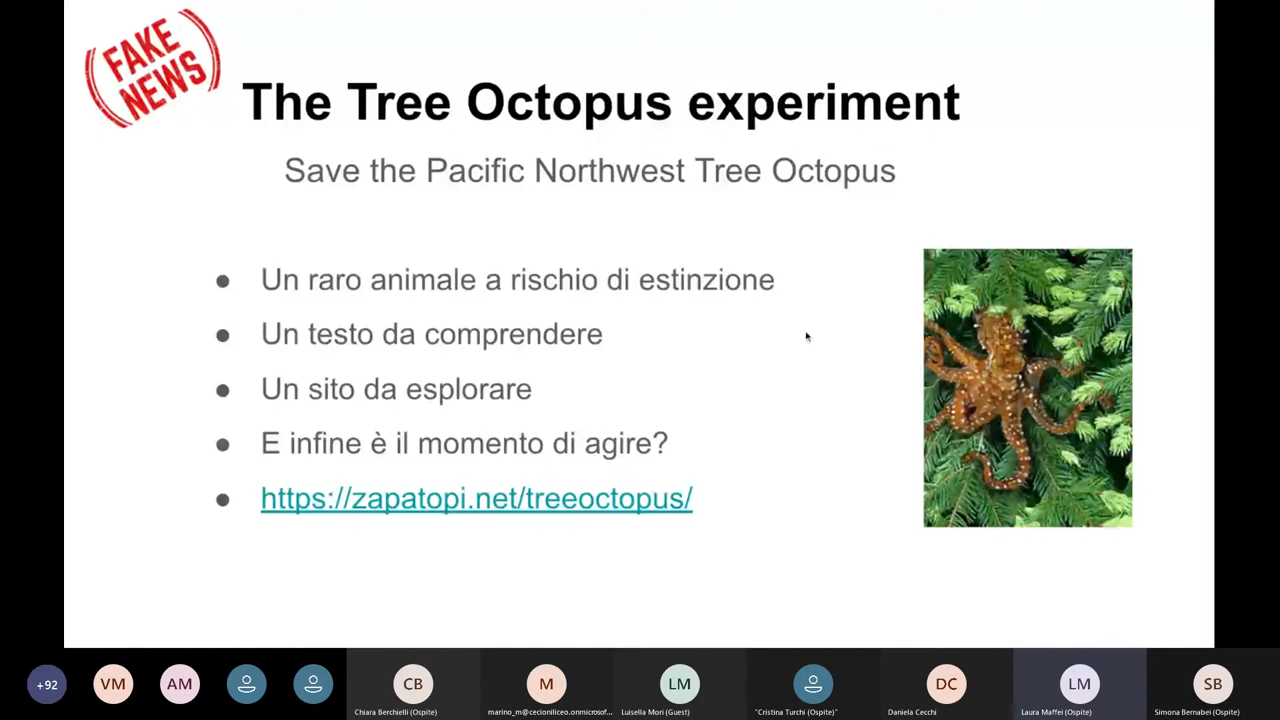 FAKE
NEWS
The Tree Octopus experiment
Save the Pacific Northwest Tree Octopus
● Un raro animale a rischio di estinzione
● Un testo da comprendere
● Un sito da esplorare
● E infine è il momento di agire?
● https://zapatopi.net/treeoctopus/
+92
VM
AM
CB
M
LM
DC
LM
SB
Chiara Berchielli (Ospite)
marino_m@cecioniliceo.onmicrosof...
Luisella Mori (Guest)
"Cristina Turchi (Ospite)"
Daniela Cecchi
Laura Maffei (Ospite)
Simona Bernabei (Ospite)